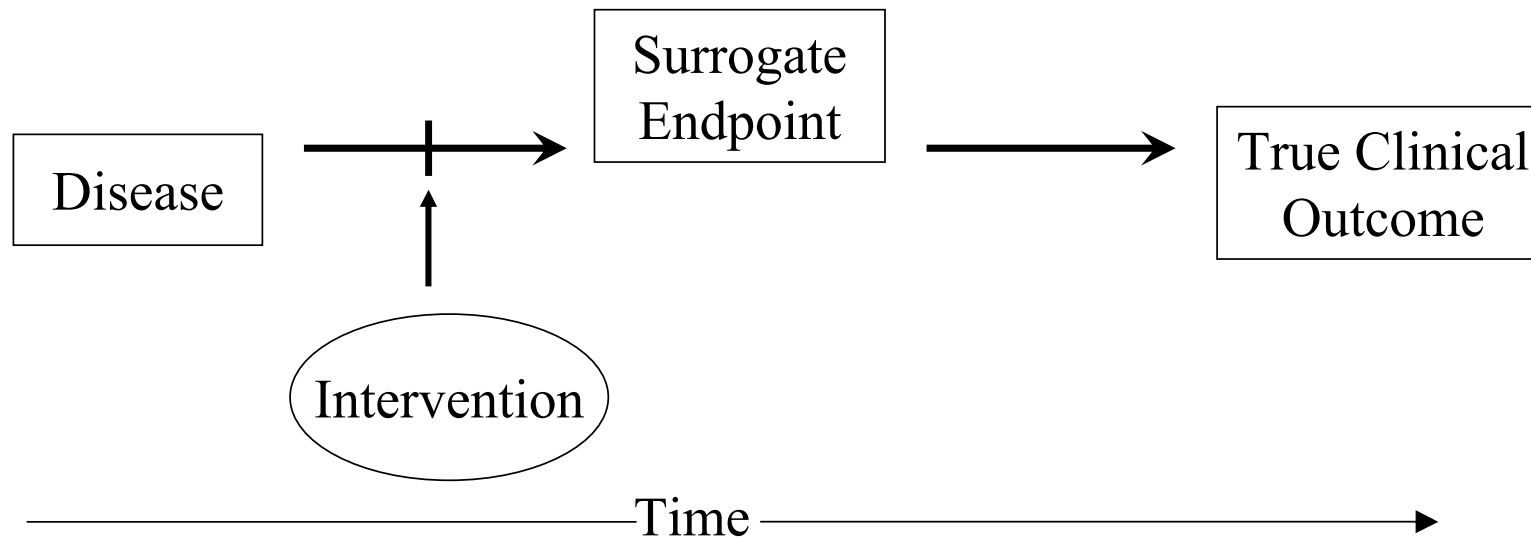 Surrogate
Endpoint
Disease
True Clinical
Outcome
Intervention
Time